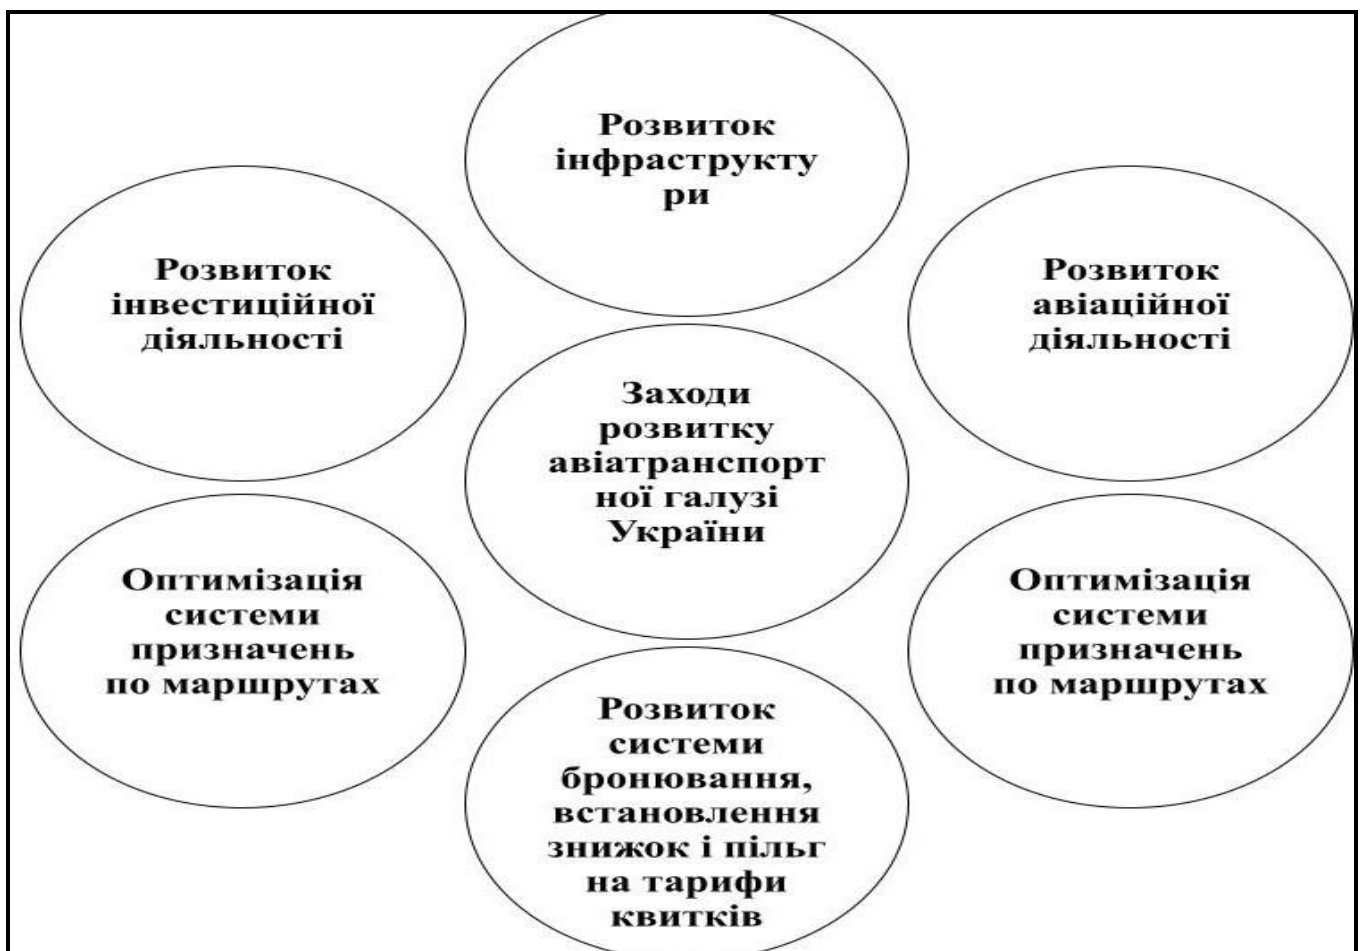 Розвиток
інфраструкту
ри
Розвиток
інвестиційної
діяльності
Розвиток
авіаційної
діяльності
Заходи
розвитку
авіатранспорт
ної галузі
України
Оптимізація
системи
призначень
по маршрутах
Оптимізація
системи
призначень
по маршрутах
Розвиток
системи
бронювання,
встановлення
знижок і пільг
на тарифи
квитків